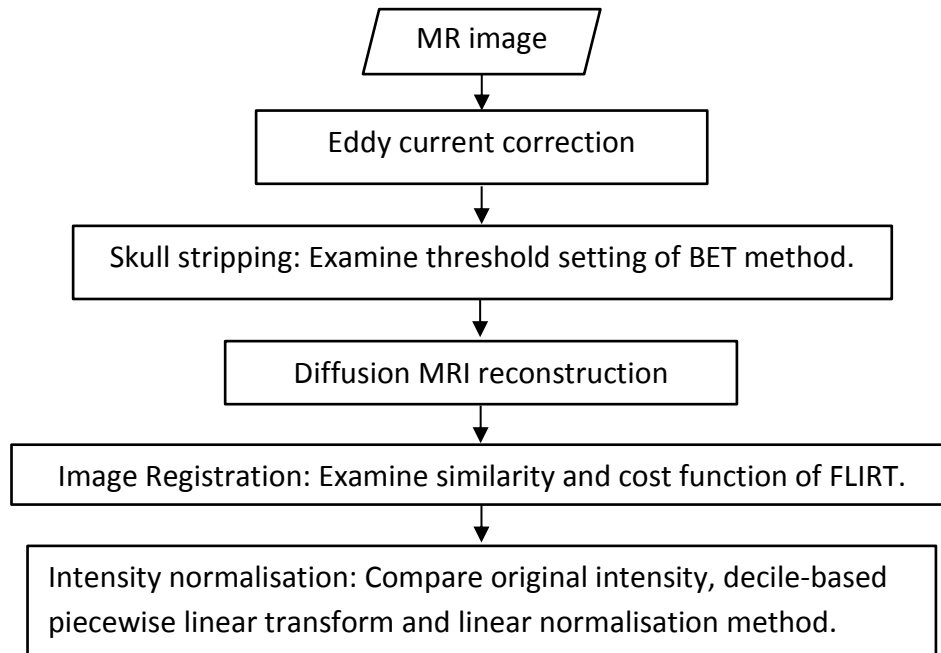 MR image
Eddy current correction
Skull stripping: Examine threshold setting of BET method.
Diffusion MRI reconstruction
Image Registration: Examine similarity and cost function of FLIRT.
Intensity normalisation: Compare original intensity, decile-based
piecewise linear transform and linear normalisation method.